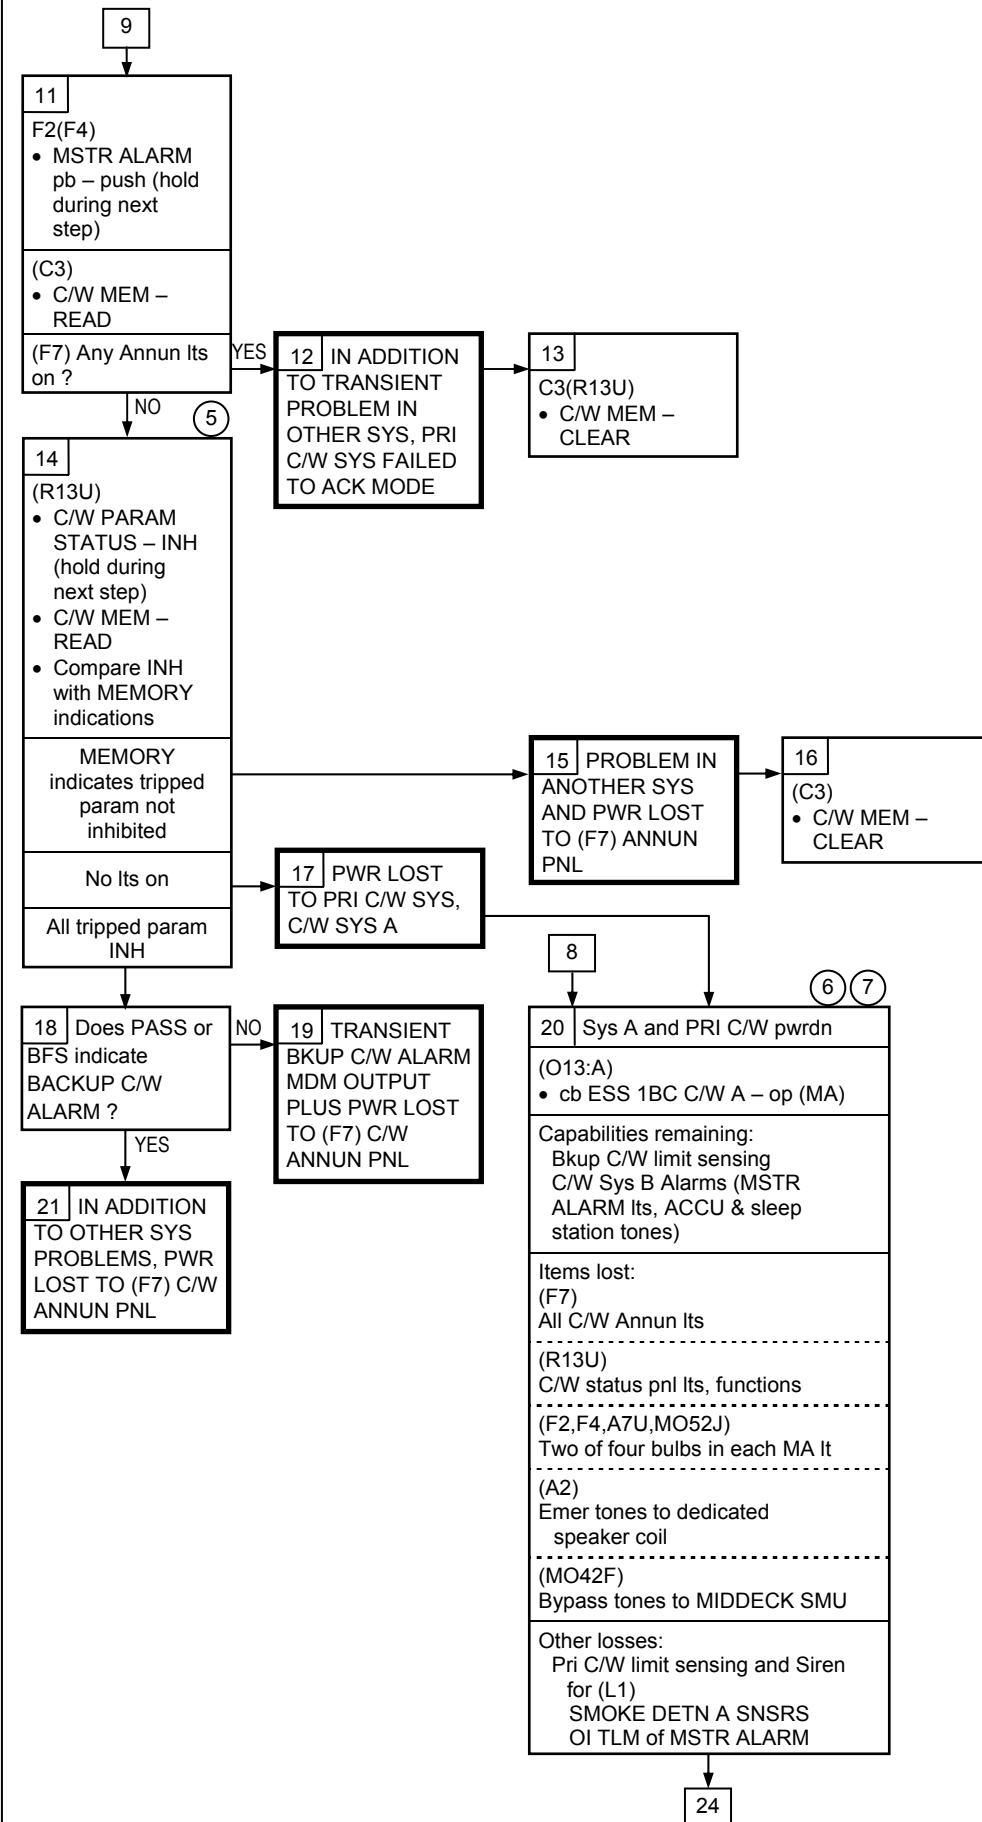 9
11
F2(F4)
• MSTR ALARM
pb – push (hold
during next
step)
(C3)
• C/W MEM –
READ
(F7) Any Annun lts
on ?
YES
NO
12 IN ADDITION
TO TRANSIENT
PROBLEM IN
OTHER SYS, PRI
C/W SYS FAILED
TO ACK MODE
13
C3(R13U)
• C/W MEM –
CLEAR
5
14
(R13U)
• C/W PARAM
STATUS – INH
(hold during
next step)
• C/W MEM –
READ
• Compare INH
with MEMORY
indications
MEMORY
indicates tripped
param not
inhibited
No lts on
All tripped param
INH
15 PROBLEM IN
ANOTHER SYS
AND PWR LOST
TO (F7) ANNUN
PNL
16
(C3)
• C/W MEM –
CLEAR
17 PWR LOST
TO PRI C/W SYS,
C/W SYS A
18 Does PASS or
BFS indicate
BACKUP C/W
ALARM ?
NO
YES
19 TRANSIENT
BKUP C/W ALARM
MDM OUTPUT
PLUS PWR LOST
TO (F7) C/W
ANNUN PNL
21 IN ADDITION
TO OTHER SYS
PROBLEMS, PWR
LOST TO (F7) C/W
ANNUN PNL
8
6 7
20 Sys A and PRI C/W pwrdn
(O13:A)
• cb ESS 1BC C/W A – op (MA)
Capabilities remaining:
Bkup C/W limit sensing
C/W Sys B Alarms (MSTR
ALARM lts, ACCU & sleep
station tones)
Items lost:
(F7)
All C/W Annun lts
(R13U)
C/W status pnl lts, functions
(F2,F4,A7U,MO52J)
Two of four bulbs in each MA lt
(A2)
Emer tones to dedicated
speaker coil
(MO42F)
Bypass tones to MIDDECK SMU
Other losses:
Pri C/W limit sensing and Siren
for (L1)
SMOKE DETN A SNSRS
OI TLM of MSTR ALARM
24